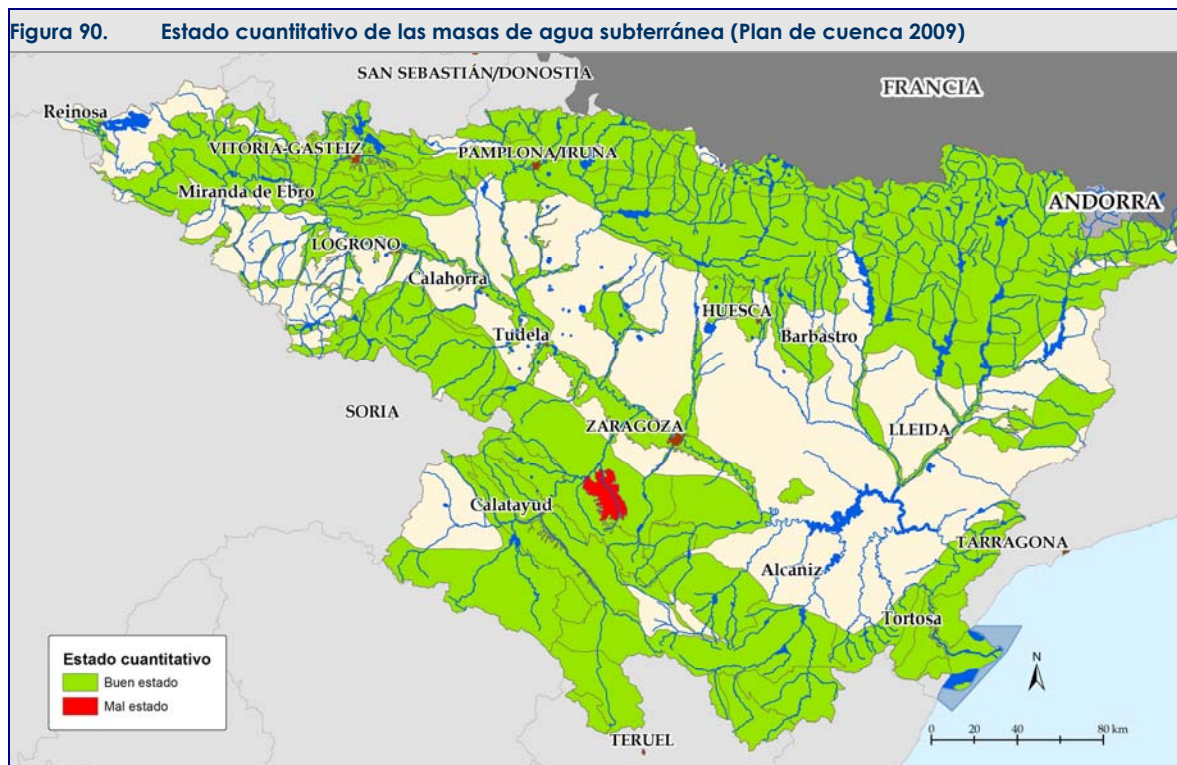 Figura 90. Estado cuantitativo de las masas de agua subterránea (Plan de cuenca 2009)
SAN SEBASTIÁN/DONOSTIA
FRANCIA
Reinosa
VITORIA-GASTEIZ
PAMPLONA/IRUÑA
Miranda de Ebro
ANDORRA
LOGROÑO
Calahorra
HUESCA
Tudela
Barbastro
SORIA
ZARAGOZA
LLEIDA
Calatayud
TARRAGONA
Alcañiz
Tortosa
Estado cuantitativo
Buen estado
Mal estado
N
TERUEL
0 20 40 80 km